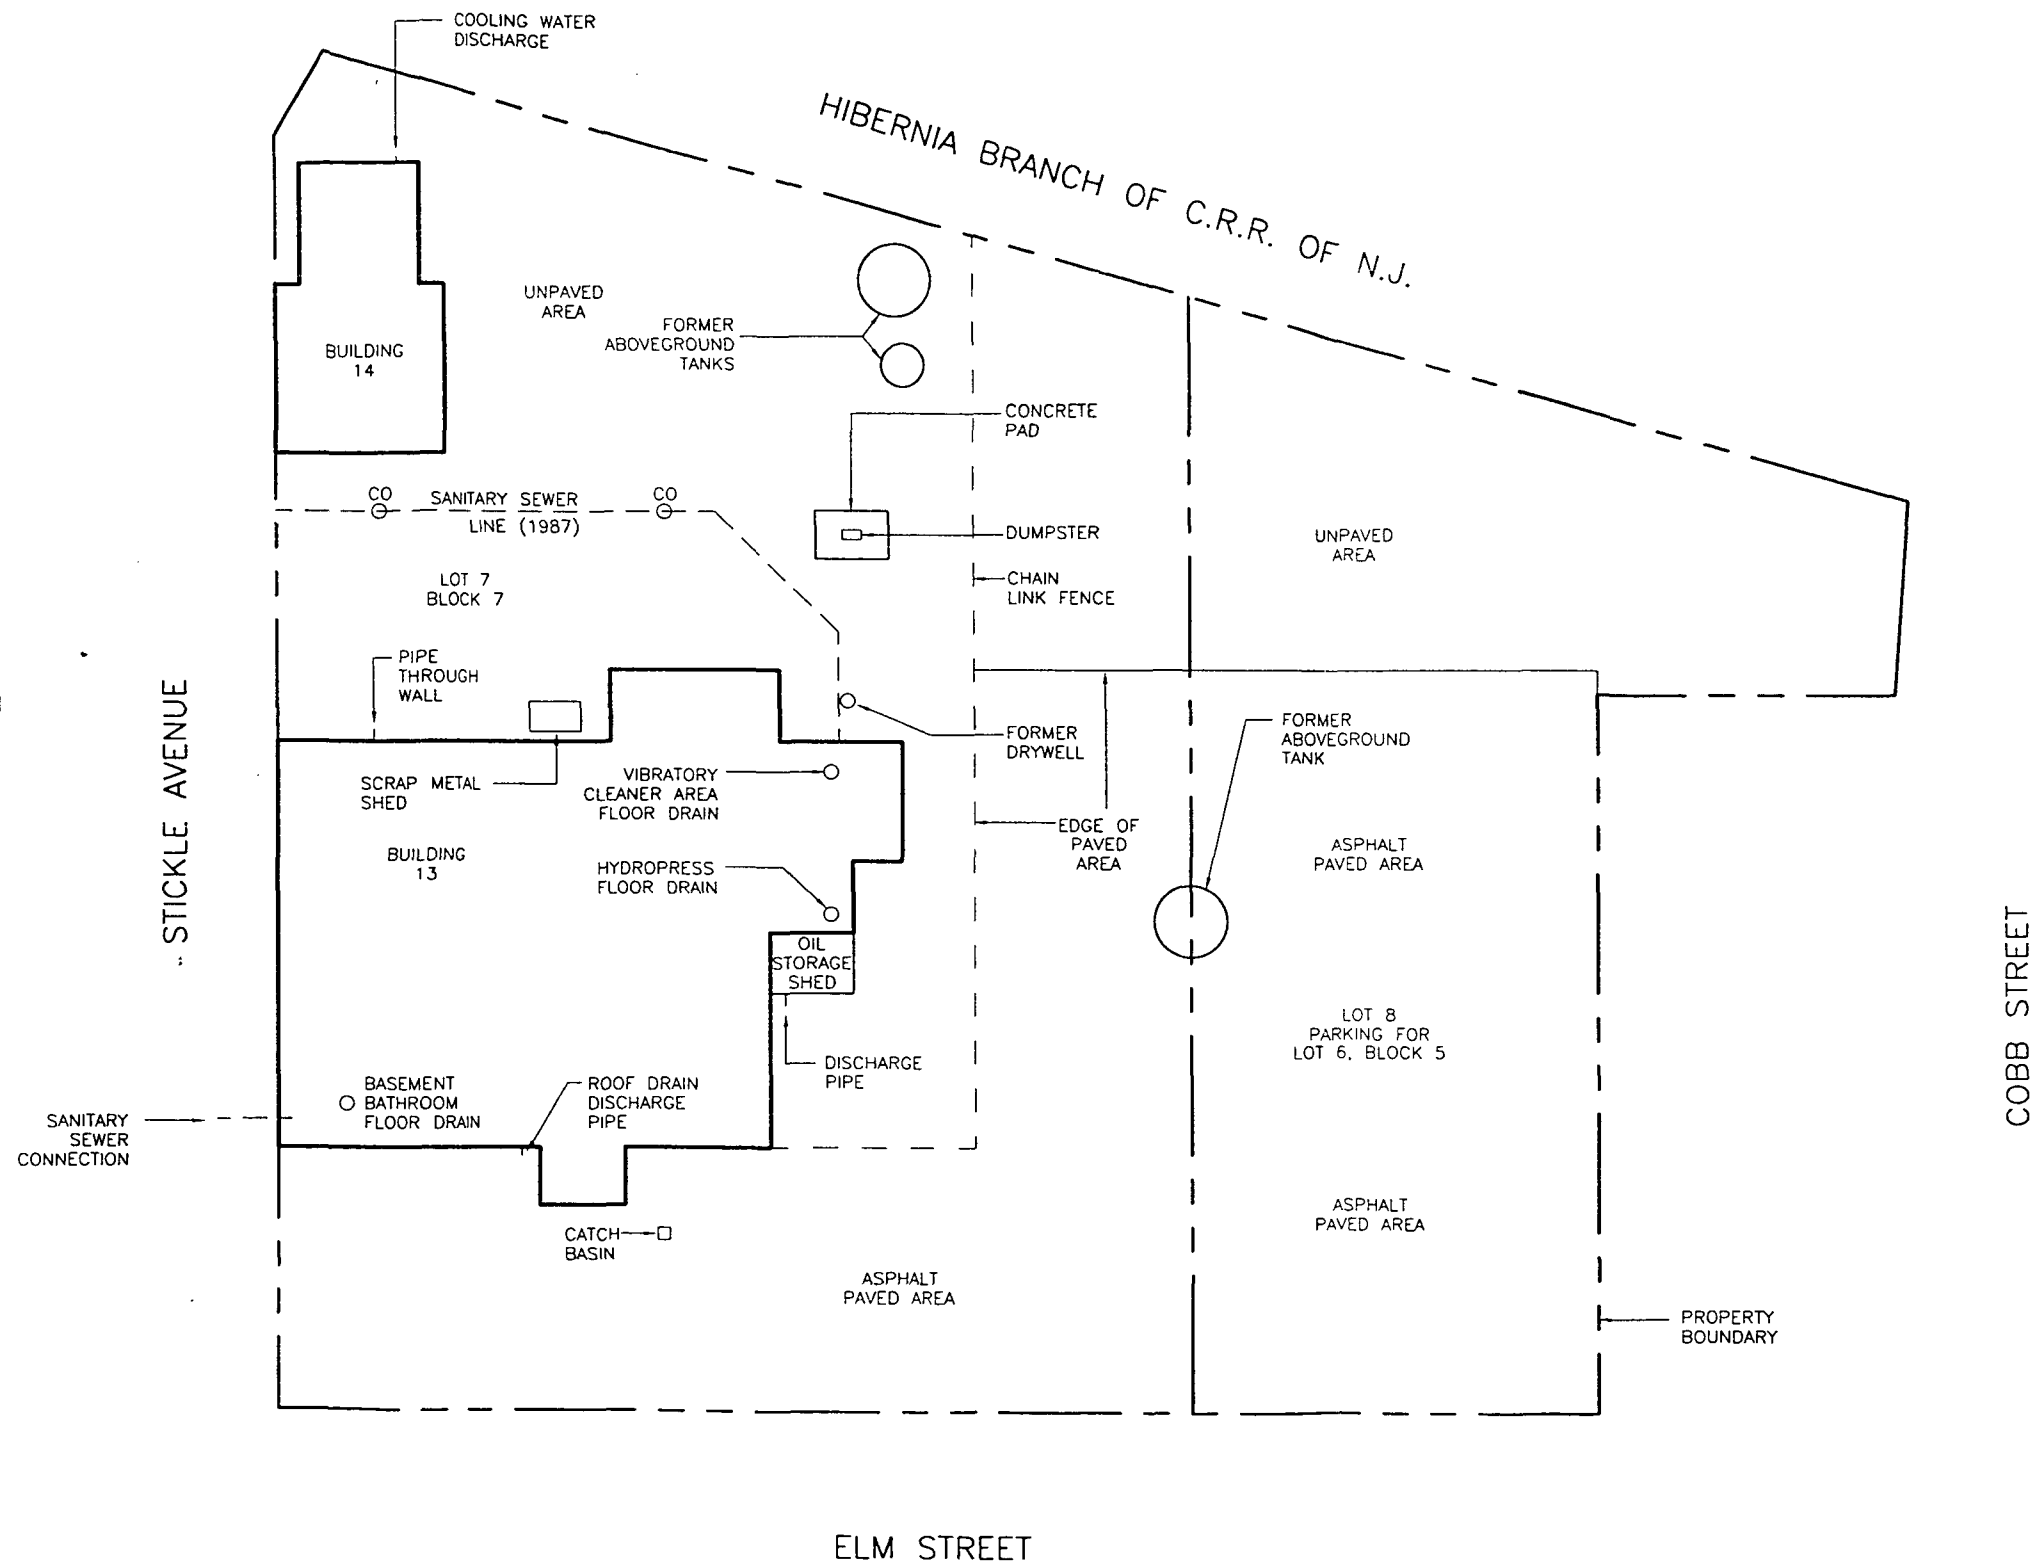 COOLING WATER
DISCHARGE
HIBERNIA BRANCH OF C.R.R. OF N.J.
UNPAVED
AREA
FORMER
ABOVEGROUND
TANKS
BUILDING
14
CONCRETE
PAD
CO
SANITARY SEWER
LINE (1987)
CO
DUMPSTER
UNPAVED
AREA
CHAIN
LINK FENCE
LOT 7
BLOCK 7
PIPE
THROUGH
WALL
STICKLE AVENUE
FORMER
DRYWELL
FORMER
ABOVEGROUND
TANK
SCRAP METAL
SHED
VIBRATORY
CLEANER AREA
FLOOR DRAIN
EDGE OF
PAVED
AREA
ASPHALT
PAVED AREA
BUILDING
13
HYDROPRESS
FLOOR DRAIN
OIL
STORAGE
SHED
COBB STREET
LOT 8
PARKING FOR
LOT 6, BLOCK 5
DISCHARGE
PIPE
BASEMENT
BATHROOM
FLOOR DRAIN
ROOF DRAIN
DISCHARGE
PIPE
SANITARY
SEWER
CONNECTION
ASPHALT
PAVED AREA
CATCH
BASIN
ASPHALT
PAVED AREA
PROPERTY
BOUNDARY
ELM STREET